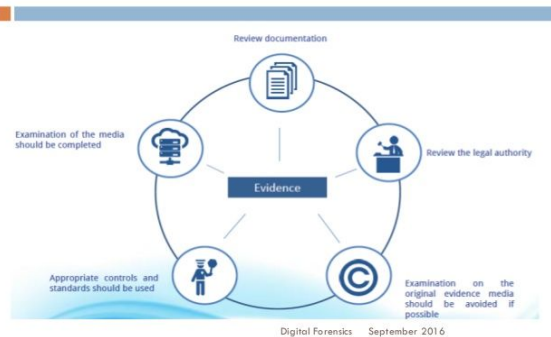 Review documentation
Examination of the media
should be completed
Review the legal authority
Evidence
Appropriate controls and
standards should be used
Examination on the
original evidence media
should be avoided if
possible
Digital Forensics September 2016